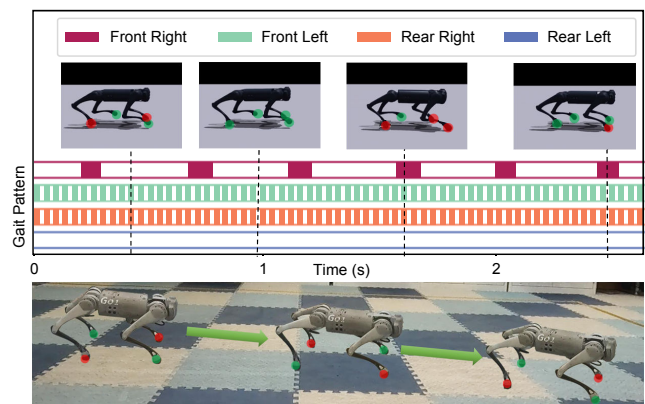 Front Right Front Left Rear Right Rear Left
Gait Pattern
0 1 2
Time (s)
Go1
Go1
Go1